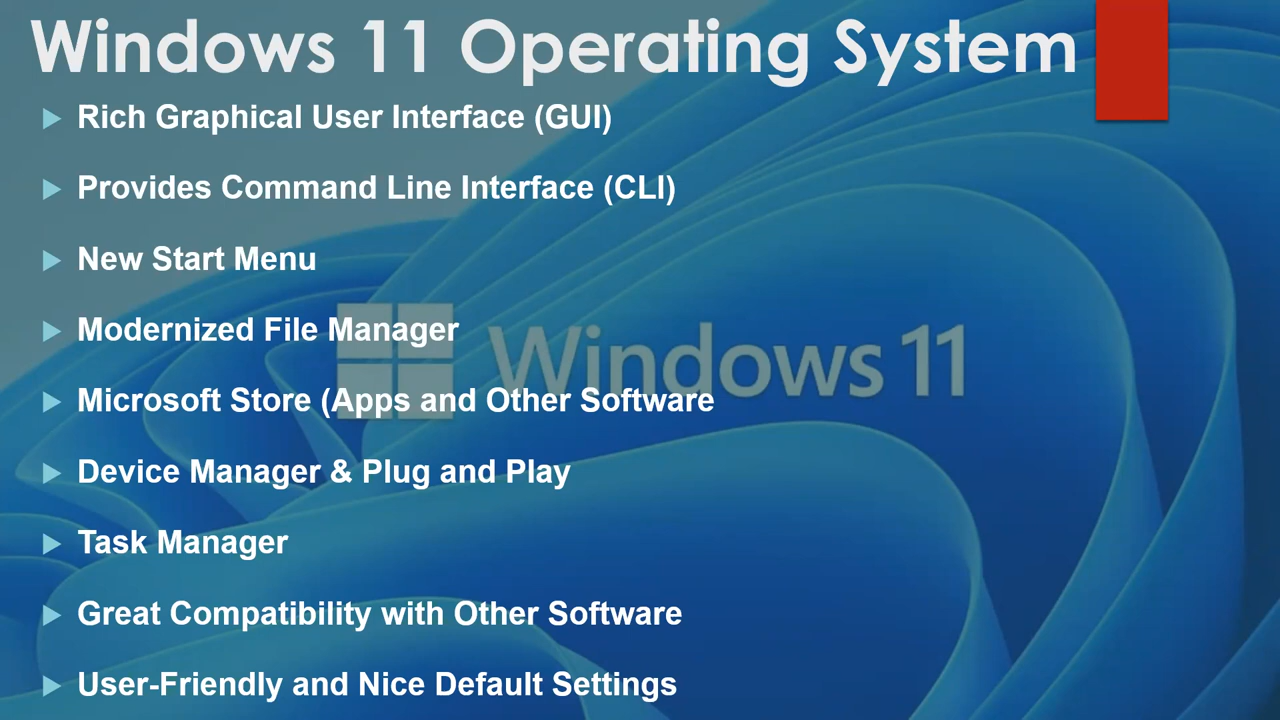 Windows 11 Operating System
Rich Graphical User Interface (GUI)
Provides Command Line Interface (CLI)
New Start Menu
Modernized File Manager
Windows 11
Microsoft Store (Apps and Other Software
Device Manager & Plug and Play
Task Manager
Great Compatibility with Other Software
User-Friendly and Nice Default Settings